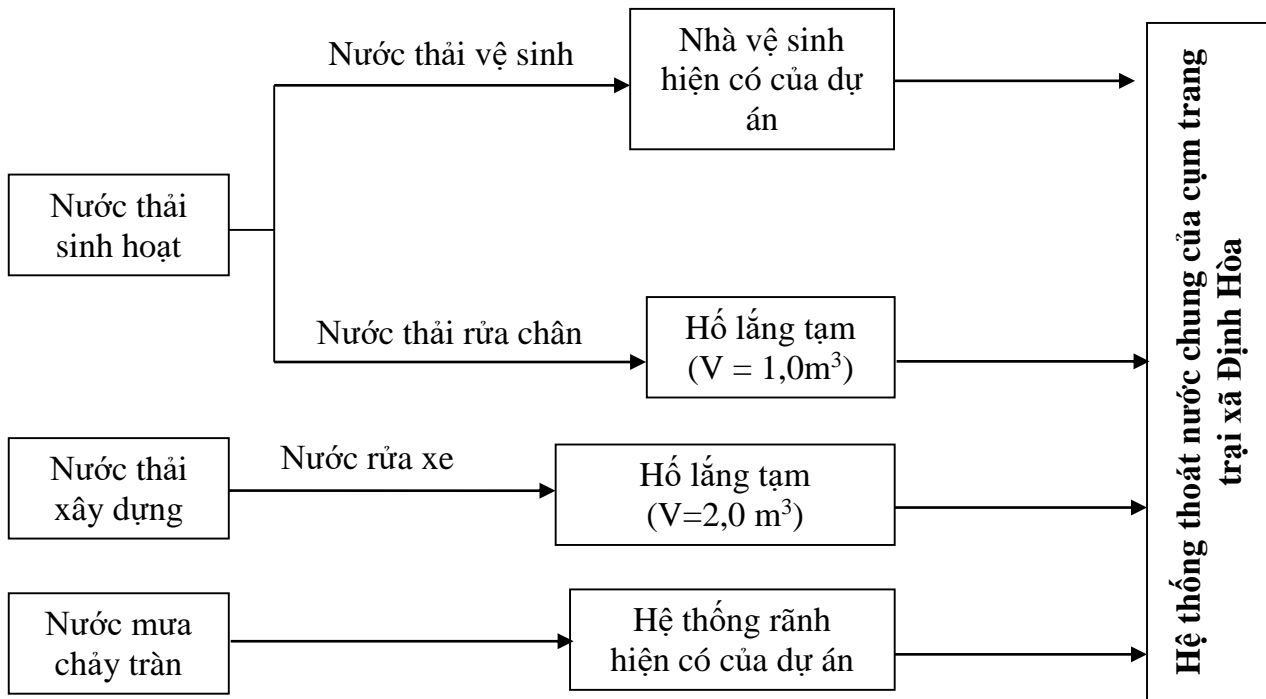 Nước thải vệ sinh
Nhà vệ sinh
hiện có của dự
án
Nước thải
sinh hoạt
Nước thải rửa chân
Hố lắng tạm
(V = 1,0m³)
Nước thải
xây dựng
Nước rửa xe
Hố lắng tạm
(V=2,0 m³)
Nước mưa
chảy tràn
Hệ thống rãnh
hiện có của dự án
Hệ thống thoát nước chung của cụm trang
trại xã Định Hòa